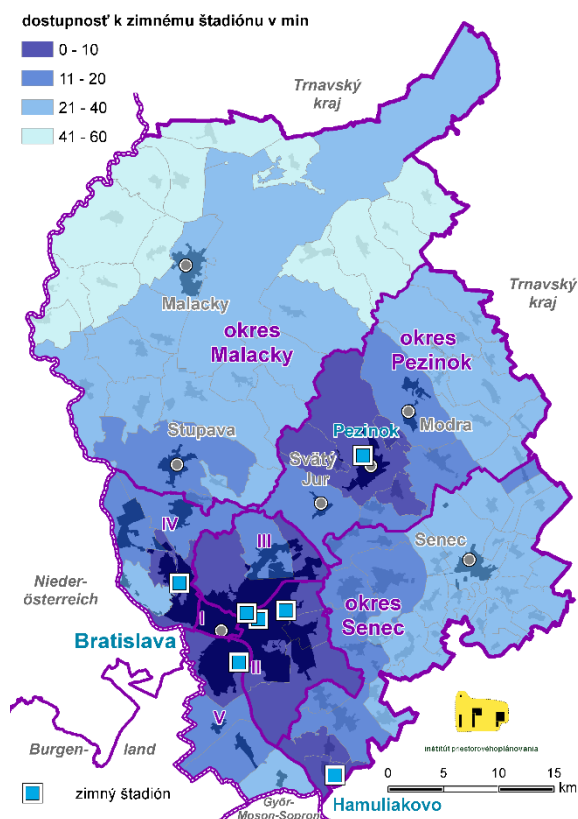 dostupnosť k zimnému štadiónu v min
0 - 10
11 - 20
21 - 40
41 - 60
Trnavský
kraj
Malacky
Trnavský
kraj
okres
Malacky
okres
Pezinok
Stupava
Pezinok
Modra
Svätý
Jur
IV
III
Senec
Nieder-
österreich
I
okres
Senec
Bratislava
II
V
Burgen-
land
inštitút priestorového plánovania
0 5 10 15
km
zimný štadión
Győr-
Moson-Sopron
Hamuliakovo